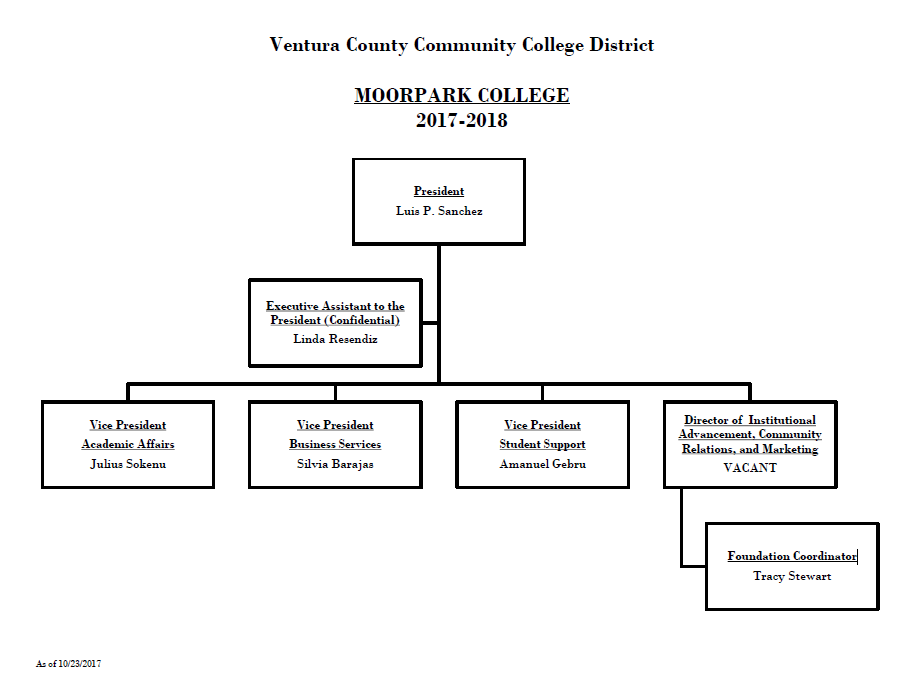 Ventura County Community College District
MOORPARK COLLEGE
2017-2018
President
Luis P. Sanchez
Executive Assistant to the
President (Confidential)
Linda Resendiz
Vice President
Academic Affairs
Julius Sokenu
Vice President
Business Services
Silvia Barajas
Vice President
Student Support
Amanuel Gebru
Director of Institutional
Advancement, Community
Relations, and Marketing
VACANT
Foundation Coordinator
Tracy Stewart
As of 10/23/2017